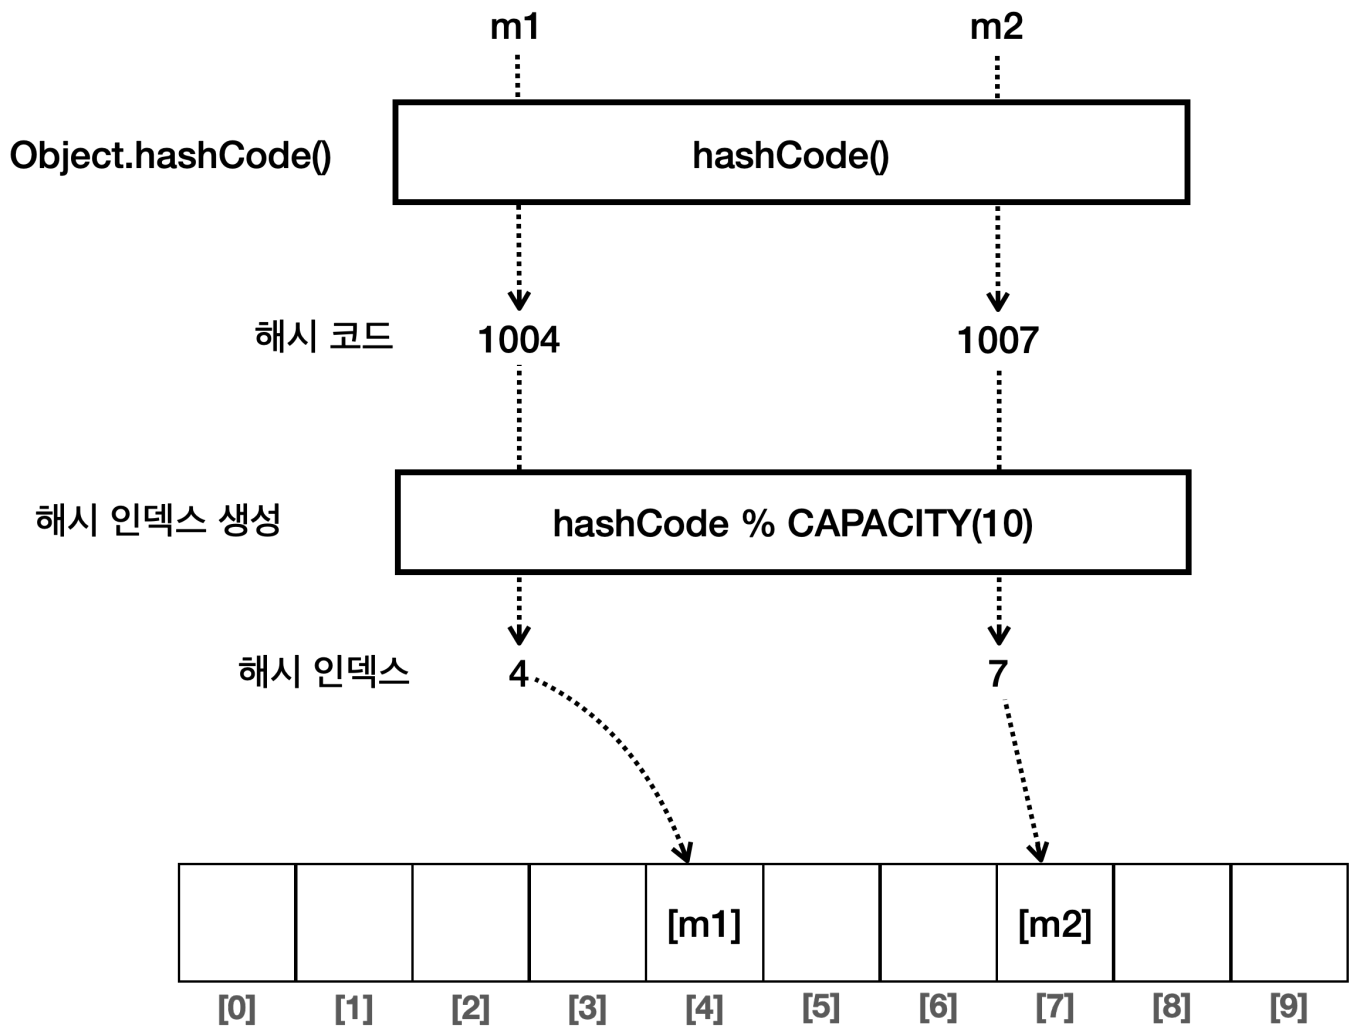 m1 m2
Object.hashCode() hashCode()
해시 코드 1004 1007
해시 인덱스 생성 hashCode % CAPACITY(10)
해시 인덱스 4 7
[m1] [m2]
[0] [1] [2] [3] [4] [5] [6] [7] [8] [9]